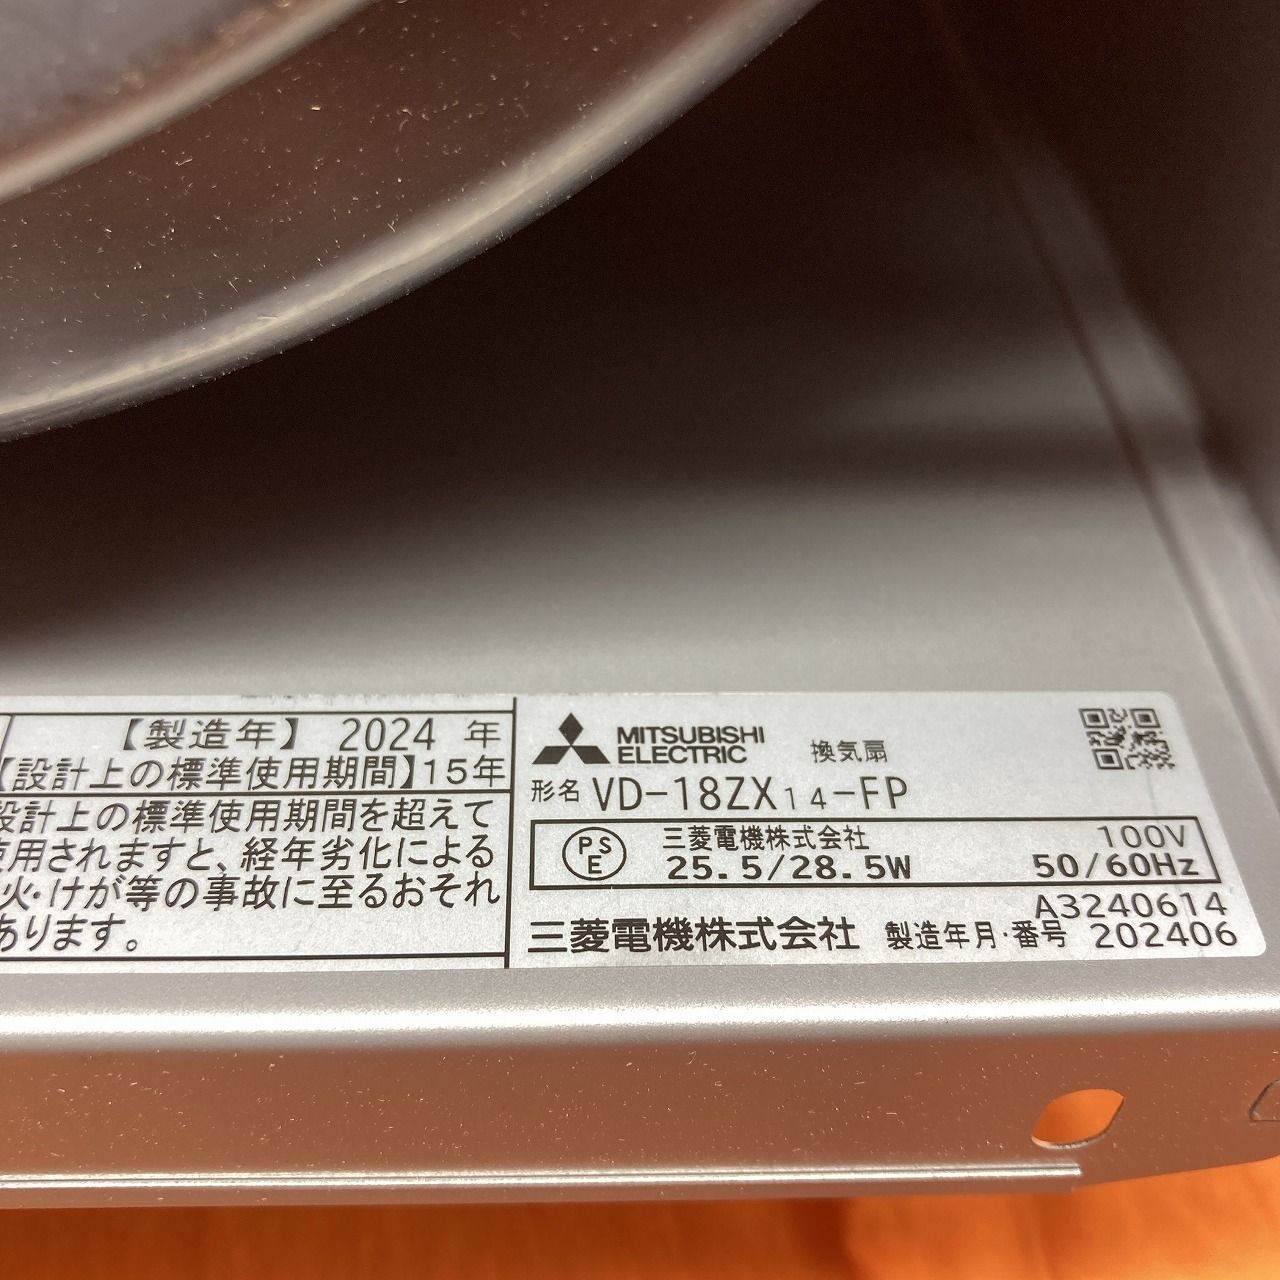 【製造年】 2024 年
【設計上の標準使用期間】15年
設計上の標準使用期間を超えて
使用されますと、経年劣化による
火・けが等の事故に至るおそれ
あります。
MITSUBISHI
ELECTRIC
換気扇
形名 VD-18ZX14-FP
PS
E
三菱電機株式会社 100V
25.5/28.5W 50/60Hz
A3240614
三菱電機株式会社 製造年月・番号 202406